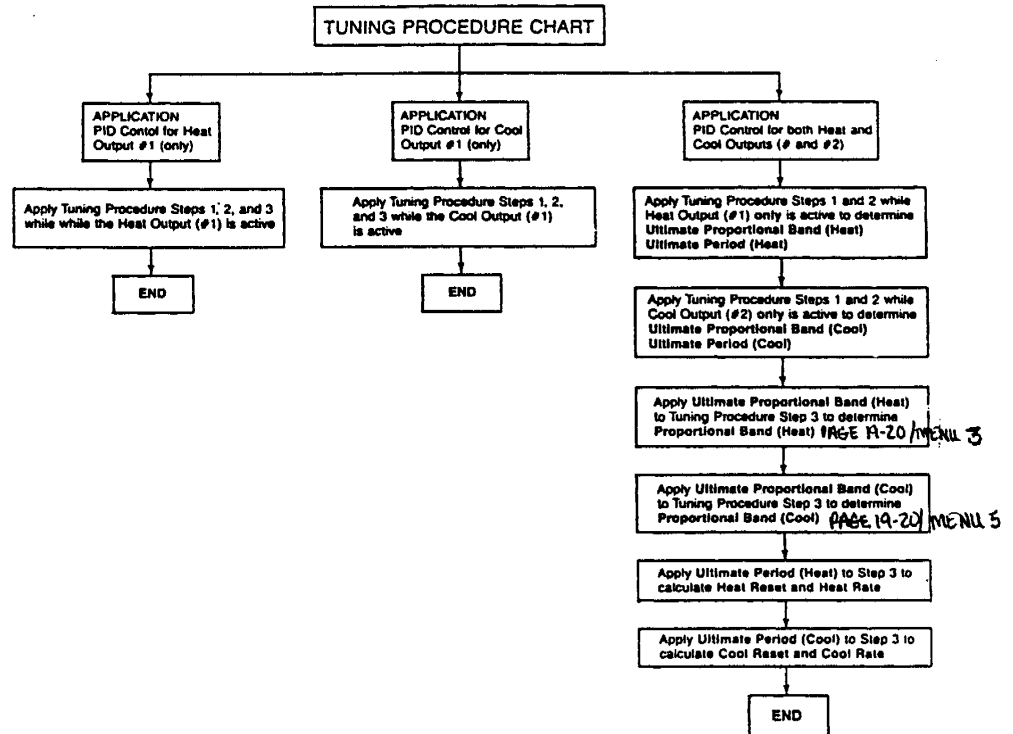 TUNING PROCEDURE CHART
APPLICATION
PID Contol for Heat
Output #1 (only)
Apply Tuning Procedure Steps 1, 2, and 3
while while the Heat Output (#1) is active
END
APPLICATION
PID Control for Cool
Output #1 (only)
Apply Tuning Procedure Steps 1, 2,
and 3 while the Cool Output (#1)
is active
END
APPLICATION
PID Control for both Heat and
Cool Outputs (# and #2)
Apply Tuning Procedure Steps 1 and 2 while
Heat Output (#1) only is active to determine
Ultimate Proportional Band (Heat)
Ultimate Period (Heat)
Apply Tuning Procedure Steps 1 and 2 while
Cool Output (#2) only is active to determine
Ultimate Proportional Band (Cool)
Ultimate Period (Cool)
Apply Ultimate Proportional Band (Heat)
to Tuning Procedure Step 3 to determine
Proportional Band (Heat) PAGE 19-20/MENU 3
Apply Ultimate Proportional Band (Cool)
to Tuning Procedure Step 3 to determine
Proportional Band (Cool) PAGE 19-20/MENU 5
Apply Ultimate Period (Heat) to Step 3 to
calculate Heat Reset and Heat Rate
Apply Ultimate Period (Cool) to Step 3 to
calculate Cool Reset and Cool Rate
END